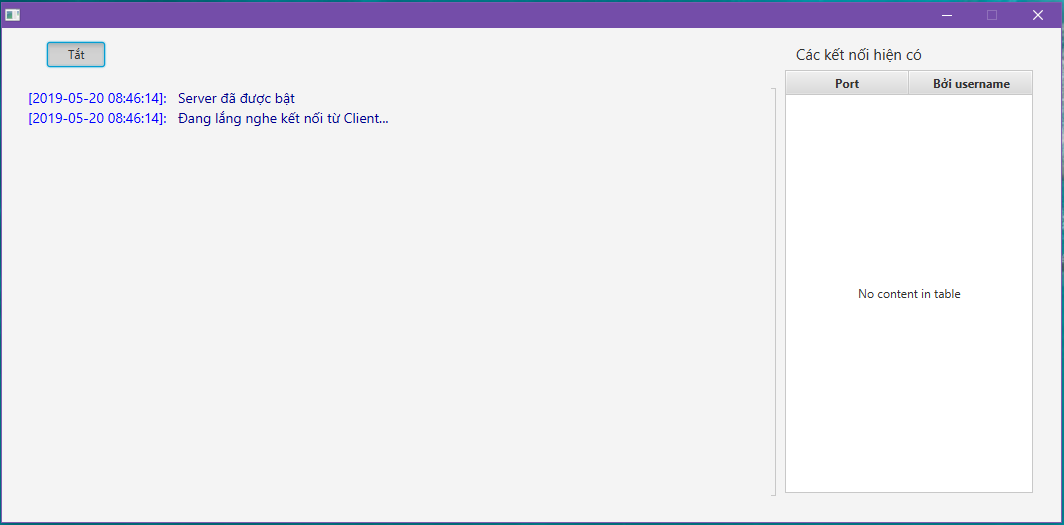 Tắt
[2019-05-20 08:46:14]: Server đã được bật
[2019-05-20 08:46:14]: Đang lắng nghe kết nối từ Client...
Các kết nối hiện có
Port Bởi username
No content in table